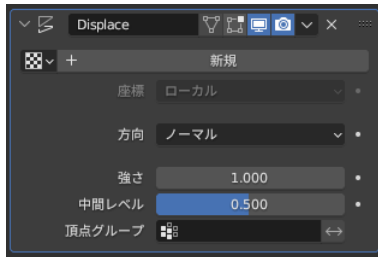 Displace
新規
座標 ローカル
方向 ノーマル
強さ 1.000
中間レベル 0.500
頂点グループ